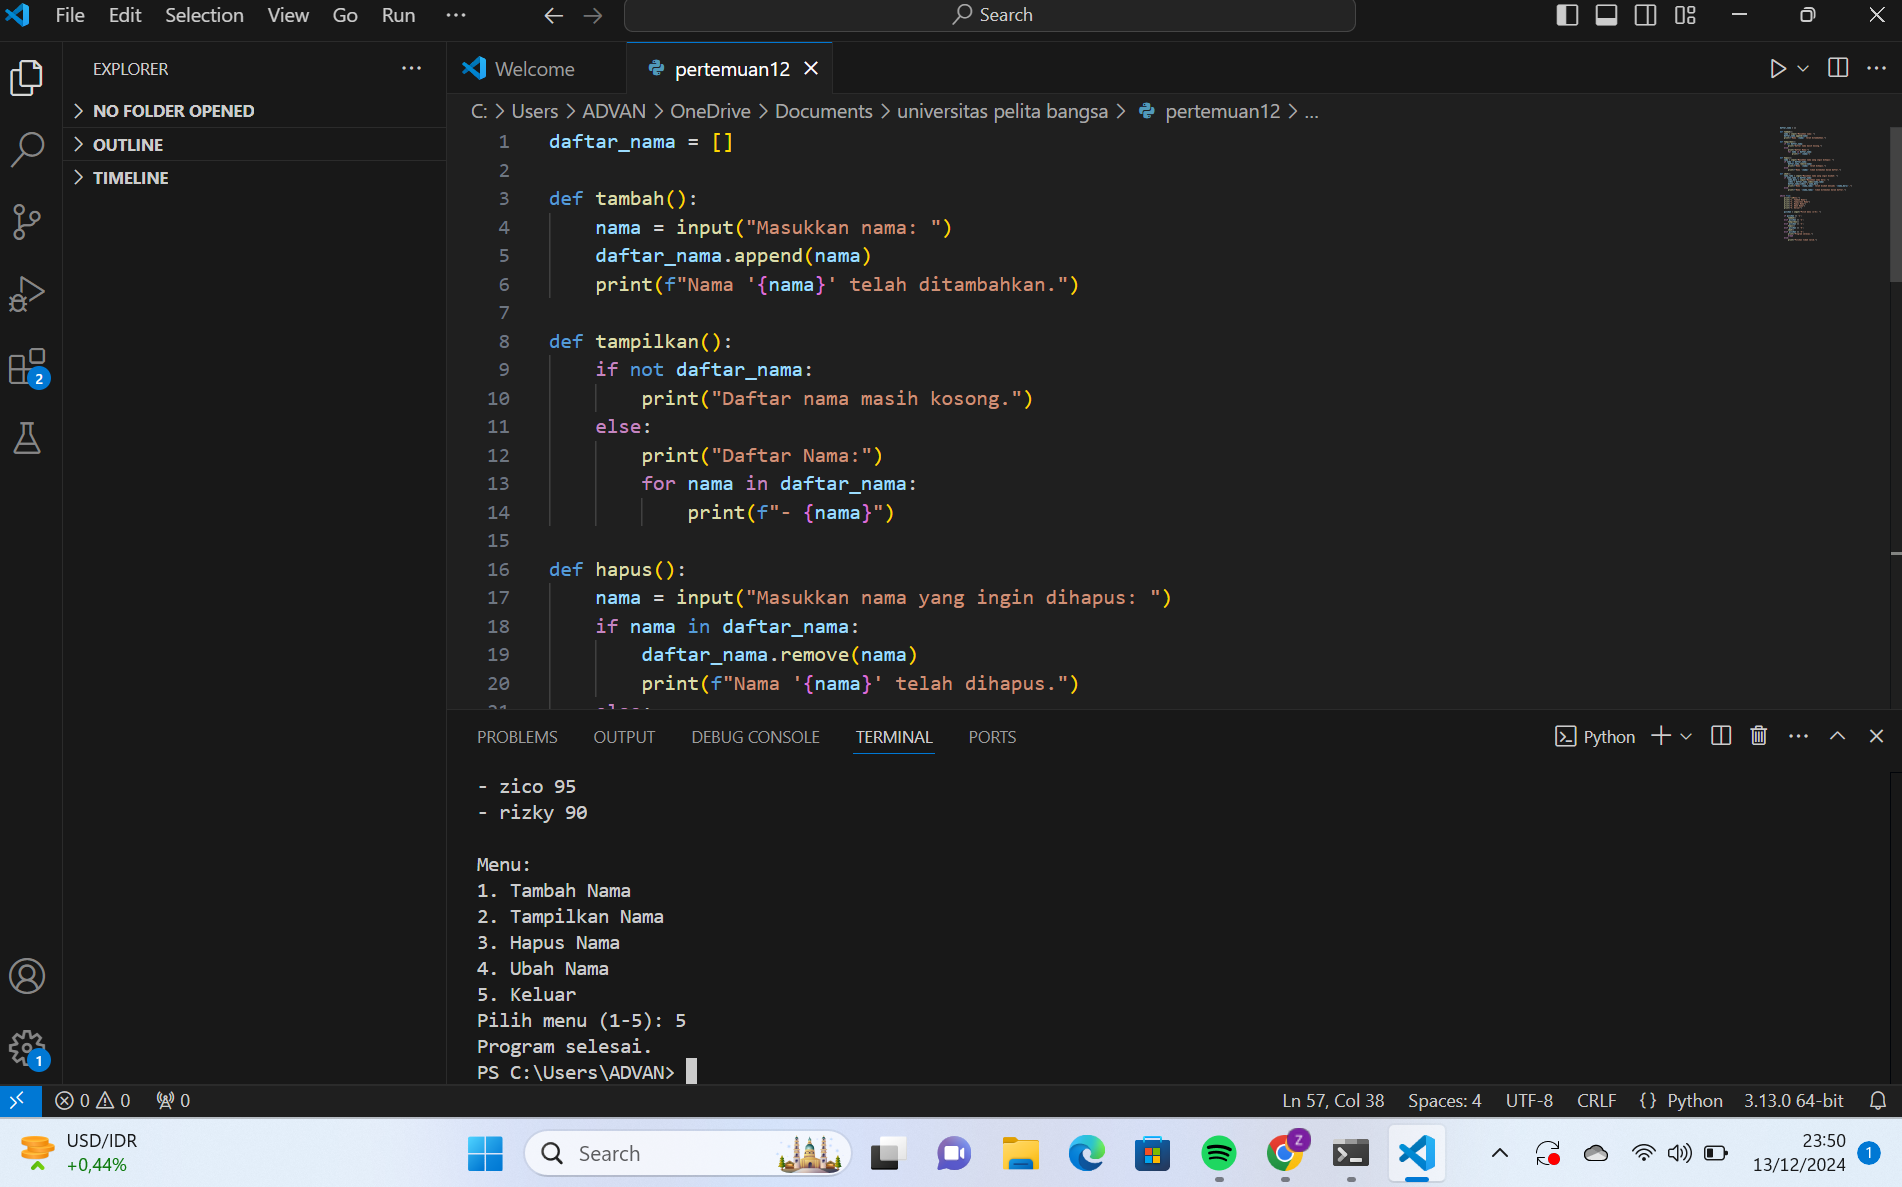 File Edit Selection View Go Run ... Search
EXPLORER ...
NO FOLDER OPENED
OUTLINE
TIMELINE
2
1
Welcome pertemuan12
C: > Users > ADVAN > OneDrive > Documents > universitas pelita bangsa > pertemuan12 > ...
1 daftar_nama = []
2
3 def tambah():
4     nama = input("Masukkan nama: ")
5     daftar_nama.append(nama)
6     print(f"Nama '{nama}' telah ditambahkan.")
7
8 def tampilkan():
9     if not daftar_nama:
10         print("Daftar nama masih kosong.")
11     else:
12         print("Daftar Nama:")
13         for nama in daftar_nama:
14             print(f"- {nama}")
15
16 def hapus():
17     nama = input("Masukkan nama yang ingin dihapus: ")
18     if nama in daftar_nama:
19         daftar_nama.remove(nama)
20         print(f"Nama '{nama}' telah dihapus.")
21     else:
PROBLEMS OUTPUT DEBUG CONSOLE TERMINAL PORTS Python
- zico 95
- rizky 90
Menu:
1. Tambah Nama
2. Tampilkan Nama
3. Hapus Nama
4. Ubah Nama
5. Keluar
Pilih menu (1-5): 5
Program selesai.
PS C:\Users\ADVAN>
0 0 0 Ln 57, Col 38 Spaces: 4 UTF-8 CRLF {} Python 3.13.0 64-bit
USD/IDR
+0,44%
Search
Z
23:50
13/12/2024
1